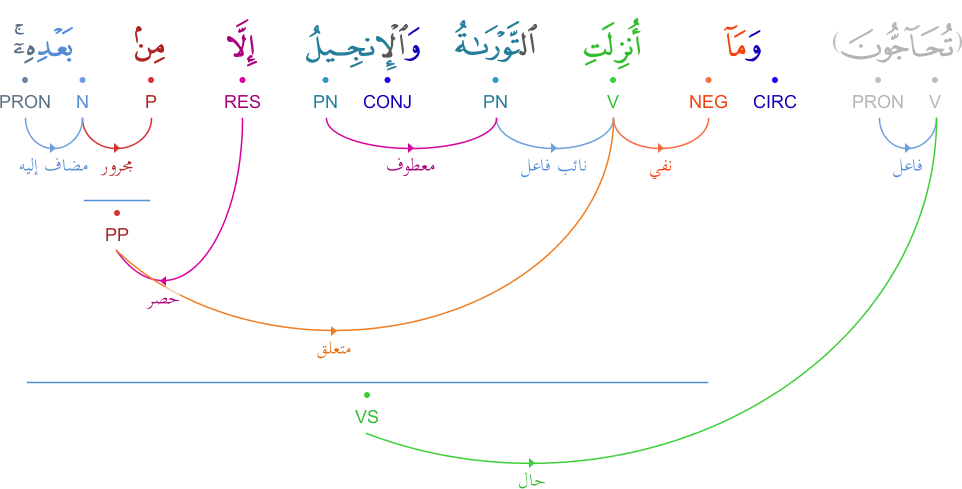 (تُحَآجُّونَ) وَمَآ أُنزِلَتِ ٱلتَّوْرَىٰةُ وَٱلْإِنجِيلُ إِلَّا مِنۢ بَعْدِهِۦٓ ۚ
V PRON CIRC NEG V PN CONJ PN RES P N PRON
فاعل نفي نائب فاعل معطوف مجرور مضاف إليه
PP
حصر
متعلق
VS
حال